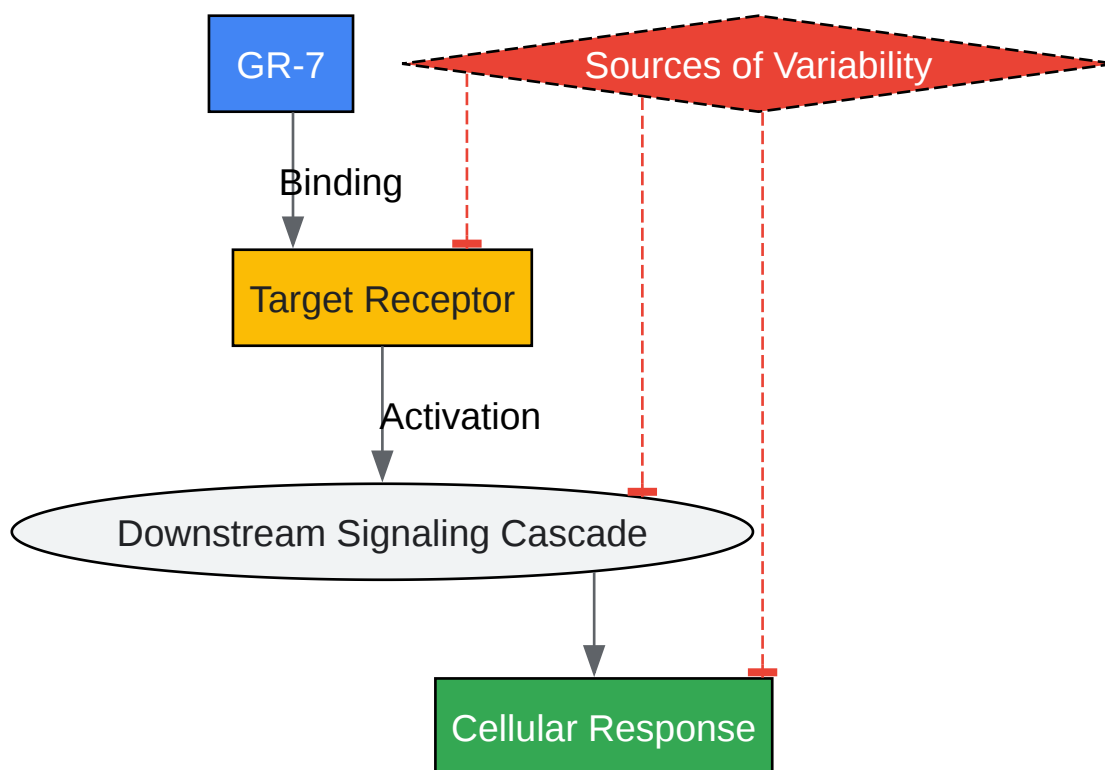 GR-7
Sources of Variability
Binding
Target Receptor
Activation
Downstream Signaling Cascade
Cellular Response